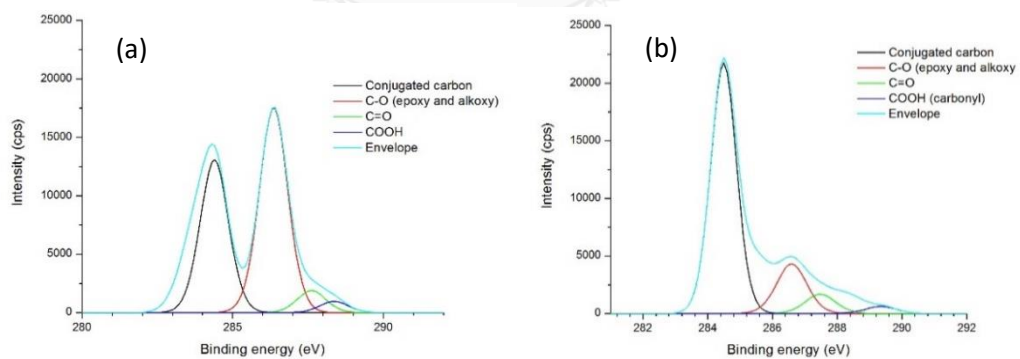 (a)
25000
20000
15000
10000
5000
0
Intensity (cps)
Conjugated carbon
C-O (epoxy and alkoxy)
C=O
COOH
Envelope
280
285
290
Binding energy (eV)
(b)
25000
20000
15000
10000
5000
0
Intensity (cps)
Conjugated carbon
C-O (epoxy and alkoxy
C=O
COOH (carbonyl)
Envelope
282
284
286
288
290
292
Binding energy (eV)